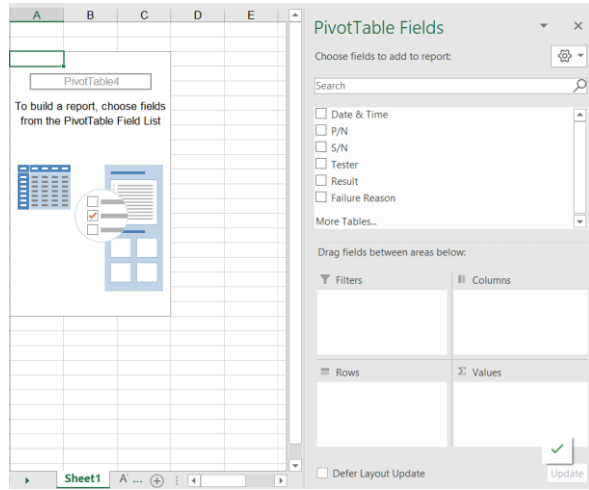 A B C D E
PivotTable4
To build a report, choose fields
from the PivotTable Field List
Sheet1 A ...
PivotTable Fields
Choose fields to add to report:
Search
Date & Time
P/N
S/N
Tester
Result
Failure Reason
More Tables...
Drag fields between areas below:
Filters
Columns
Rows
Σ Values
Defer Layout Update
Update